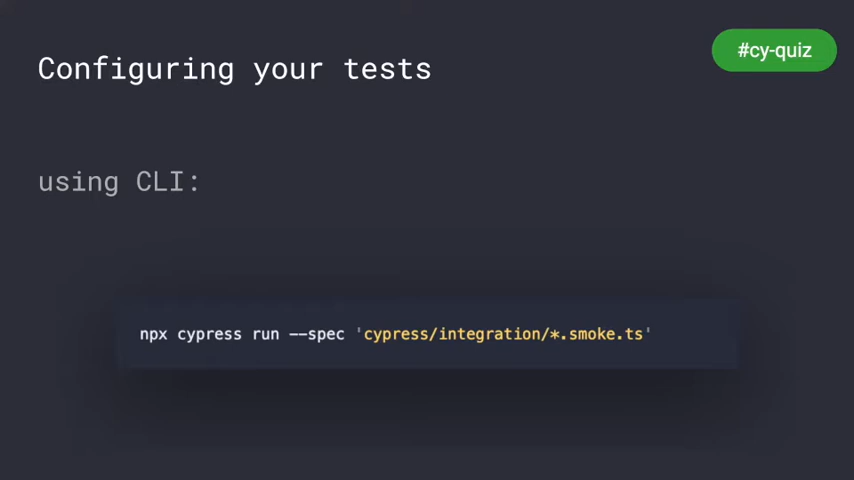 Configuring your tests
#cy-quiz
using CLI:
npx cypress run --spec 'cypress/integration/*.smoke.ts'